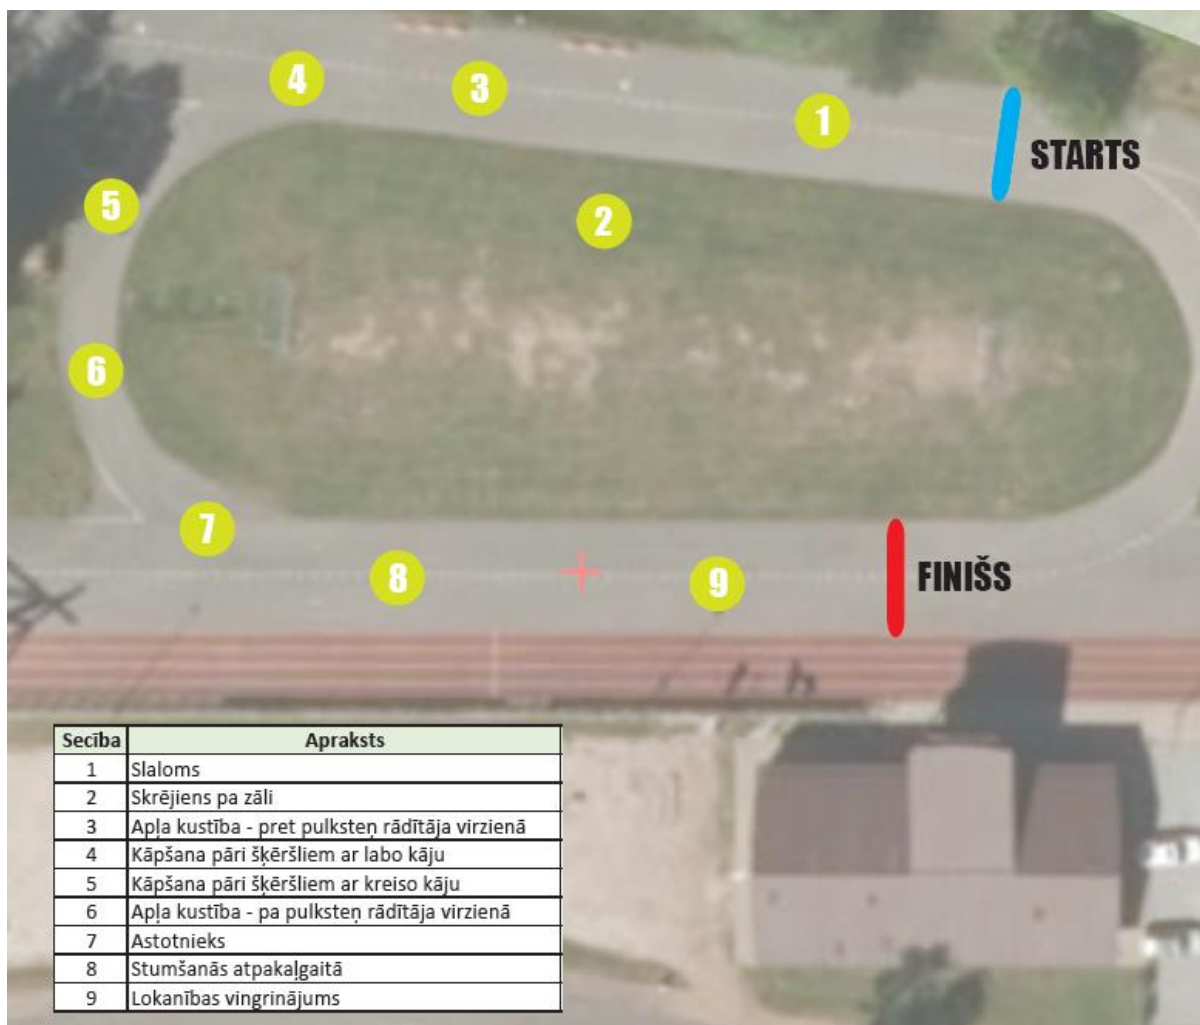 4
3
1
STARTS
5
2
6
7
8
9
FINIŠS
Secība Apraksts
1 Slaloms
2 Skrējiens pa zāli
3 Apļa kustība - pret pulksteņ rādītāja virzienā
4 Kāpšana pāri šķēršliem ar labo kāju
5 Kāpšana pāri šķēršliem ar kreiso kāju
6 Apļa kustība - pa pulksteņ rādītāja virzienā
7 Astotnieks
8 Stumšanās atpakaļgaitā
9 Lokanības vingrinājums